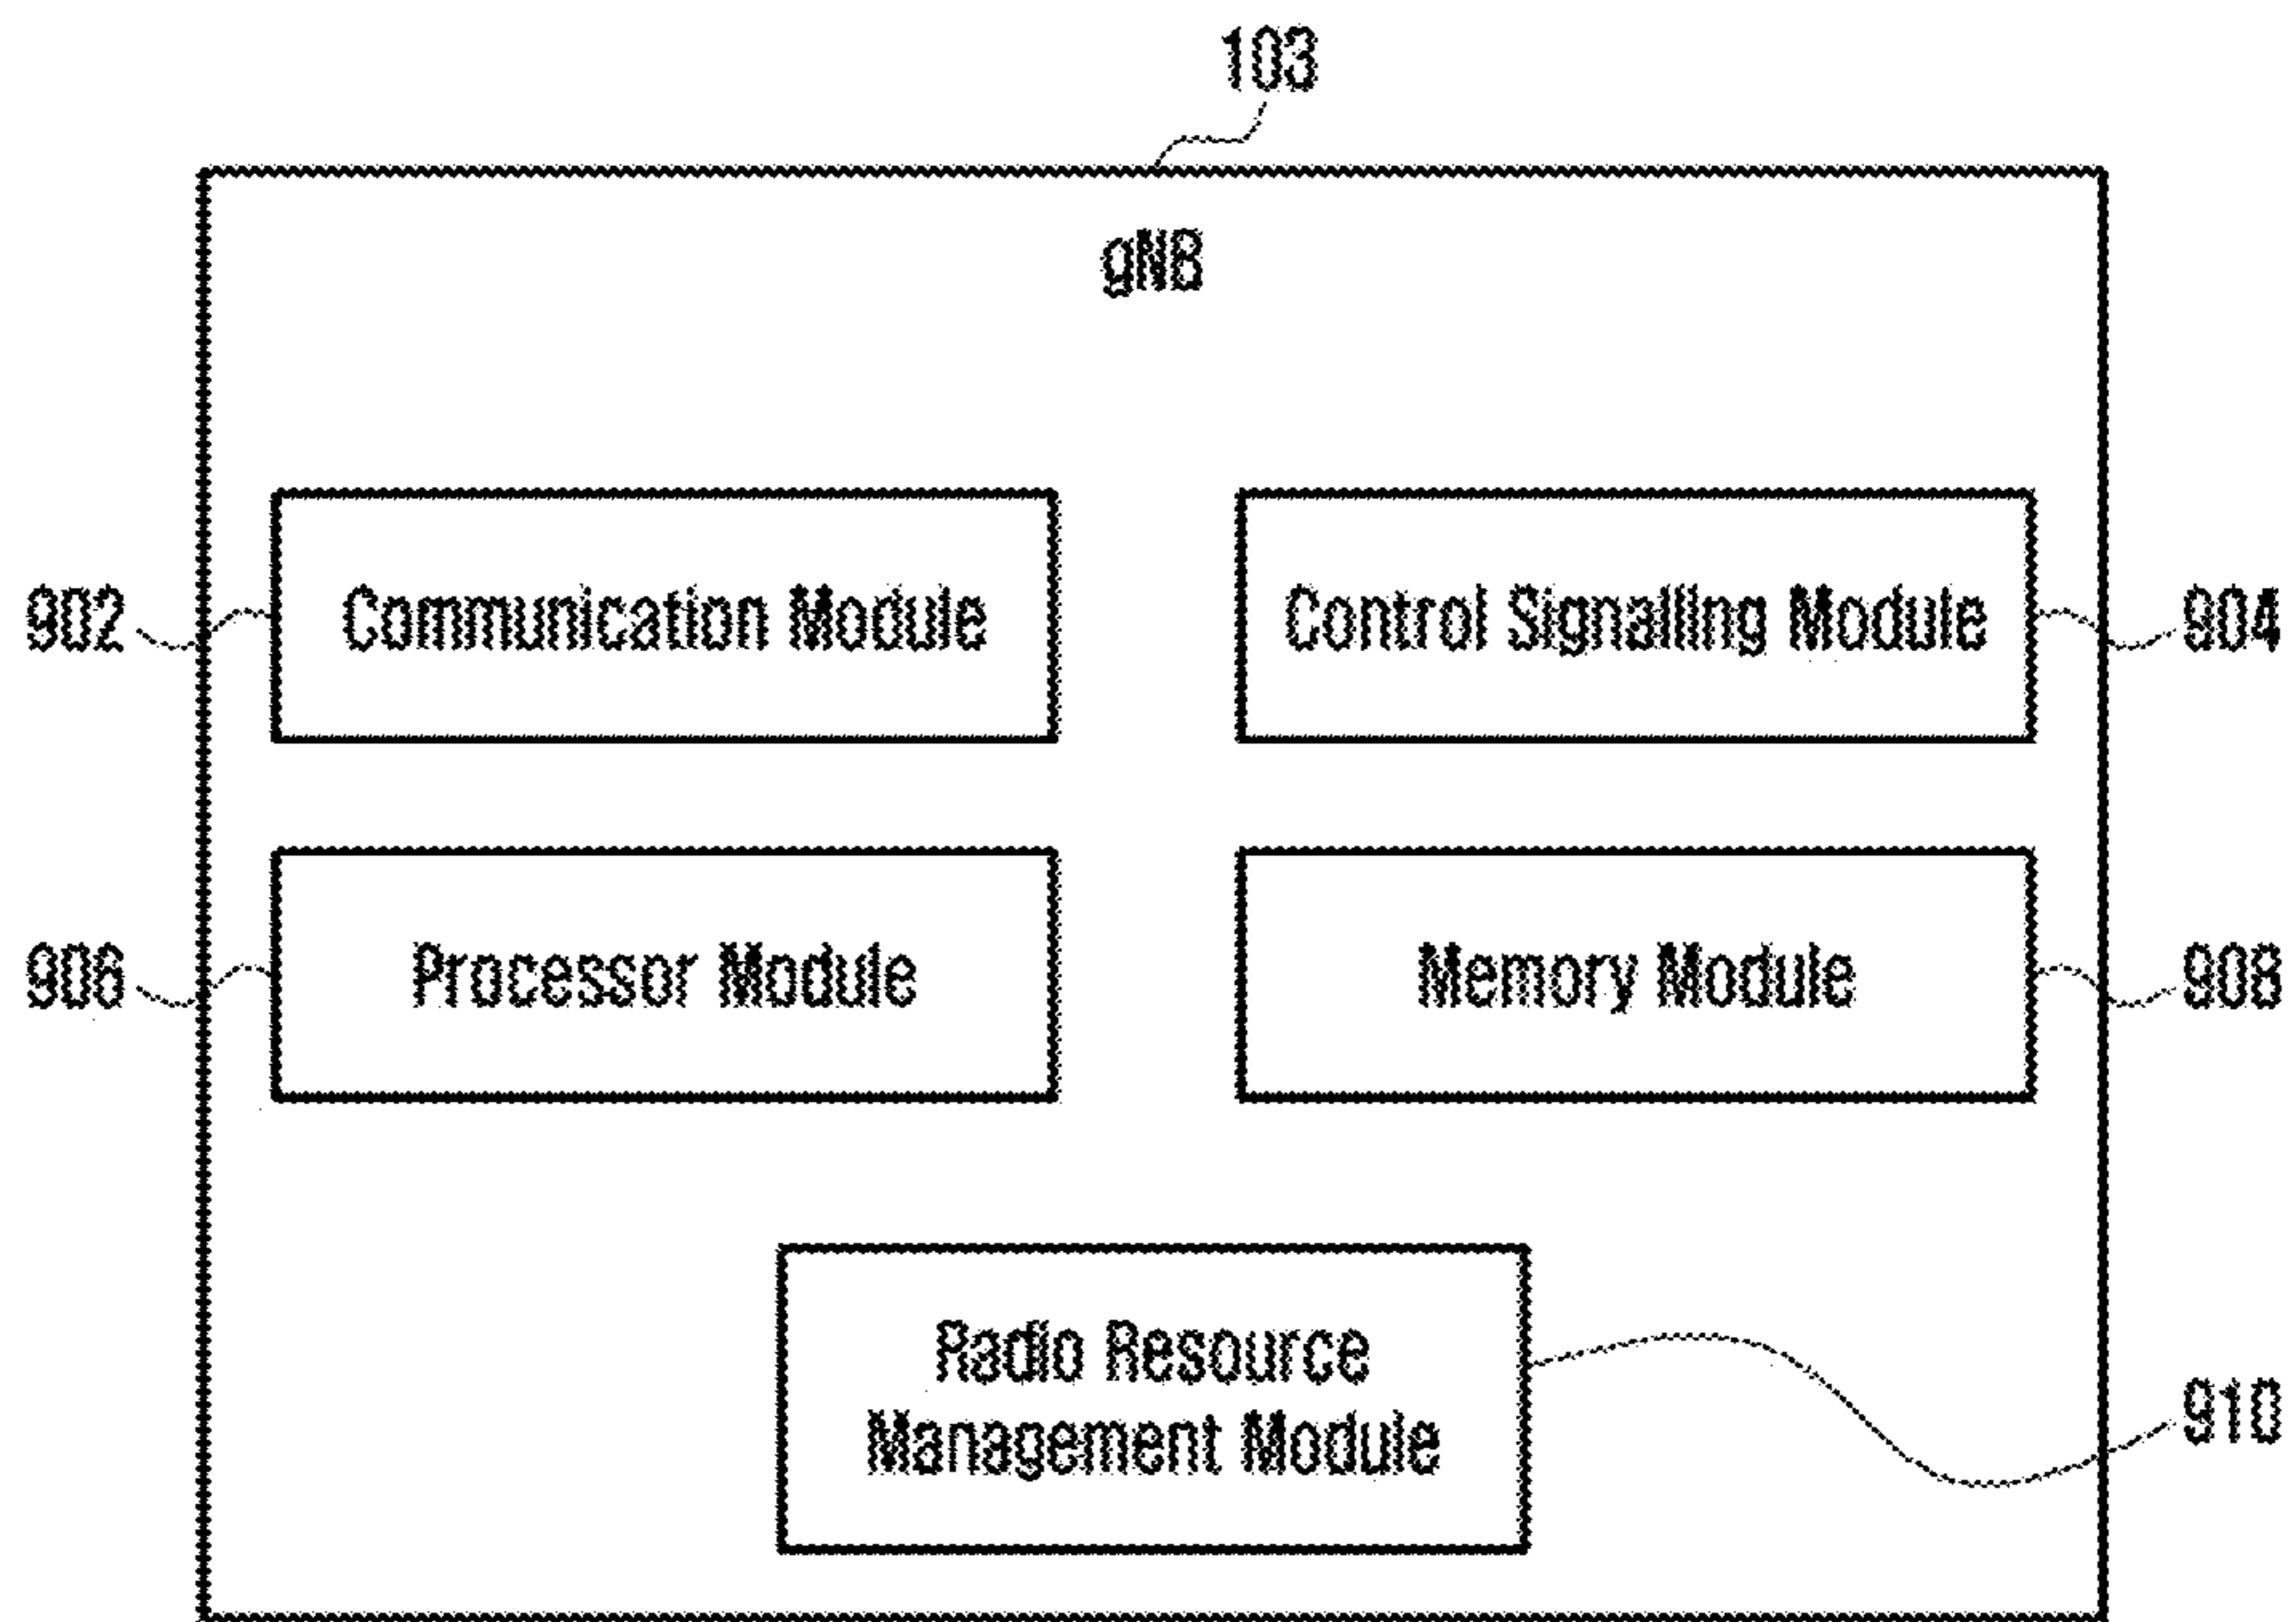 103
gNB
902
Communication Module
Control Signalling Module
904
906
Processor Module
Memory Module
908
Radio Resource
Management Module
910